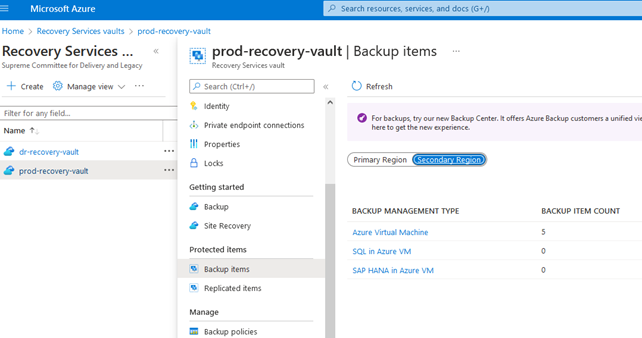 Microsoft Azure
Search resources, services, and docs (G+/)
Home > Recovery Services vaults > prod-recovery-vault
Recovery Services ... «
Supreme Committee for Delivery and Legacy
+ Create Manage view ...
Filter for any field...
Name ↑↓
dr-recovery-vault ...
prod-recovery-vault ...
prod-recovery-vault | Backup items ...
Recovery Services vault
Search (Ctrl+/) «
Identity
Private endpoint connections
Properties
Locks
Getting started
Backup
Site Recovery
Protected items
Backup items
Replicated items
Manage
Backup policies
Refresh
For backups, try our new Backup Center. It offers Azure Backup customers a unified vie
here to get the new experience.
Primary Region Secondary Region
BACKUP MANAGEMENT TYPE BACKUP ITEM COUNT
Azure Virtual Machine 5
SQL in Azure VM 0
SAP HANA in Azure VM 0